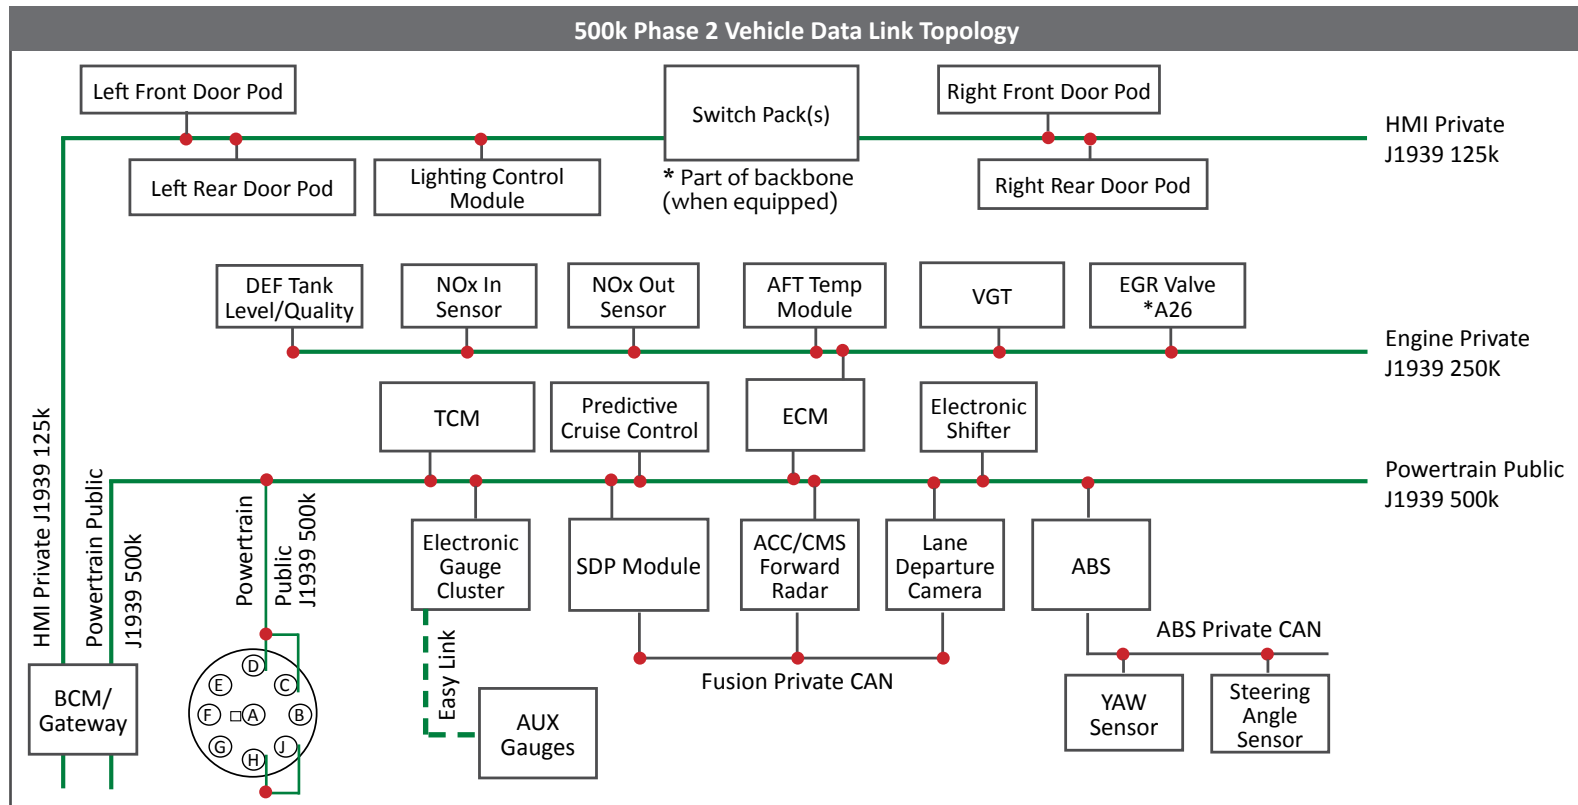 500k Phase 2 Vehicle Data Link Topology
Left Front Door Pod
Switch Pack(s)
Right Front Door Pod
HMI Private
J1939 125k
Left Rear Door Pod
Lighting Control
Module
* Part of backbone
(when equipped)
Right Rear Door Pod
DEF Tank
Level/Quality
NOx In
Sensor
NOx Out
Sensor
AFT Temp
Module
VGT
EGR Valve
*A26
Engine Private
J1939 250K
TCM
Predictive
Cruise Control
ECM
Electronic
Shifter
Powertrain Public
J1939 500k
HMI Private J1939 125k
Powertrain Public
J1939 500k
Powertrain
Public
J1939 500k
Electronic
Gauge
Cluster
SDP Module
ACC/CMS
Forward
Radar
Lane
Departure
Camera
ABS
ABS Private CAN
Fusion Private CAN
Easy Link
BCM/
Gateway
D
E
C
F
A
B
G
J
H
AUX
Gauges
YAW
Sensor
Steering
Angle
Sensor